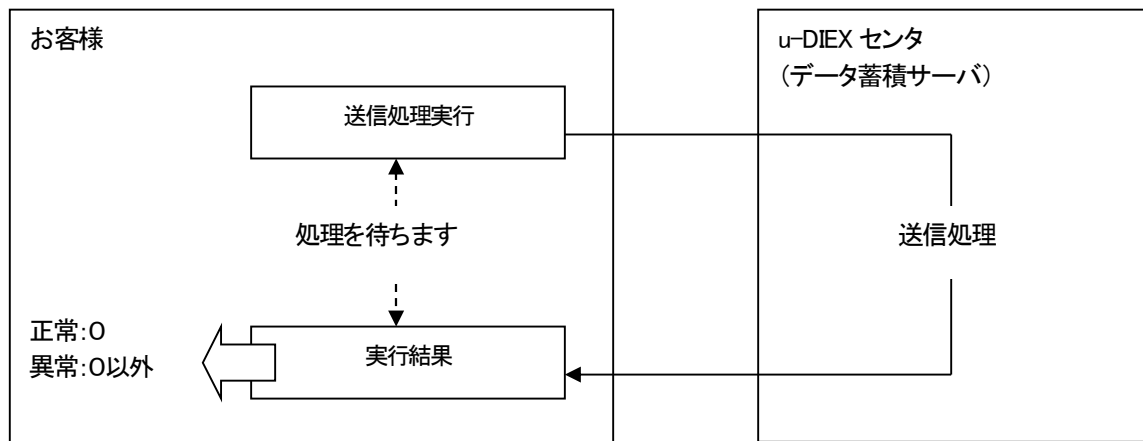 お客様
u-DIEX センタ
（データ蓄積サーバ）
送信処理実行
処理を待ちます
送信処理
正常:0
異常:0以外
実行結果